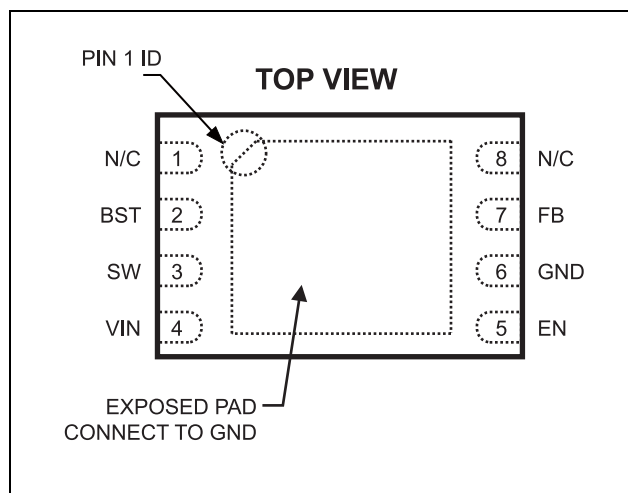 PIN 1 ID
TOP VIEW
N/C 1 8 N/C
BST 2 7 FB
SW 3 6 GND
VIN 4 5 EN
EXPOSED PAD
CONNECT TO GND